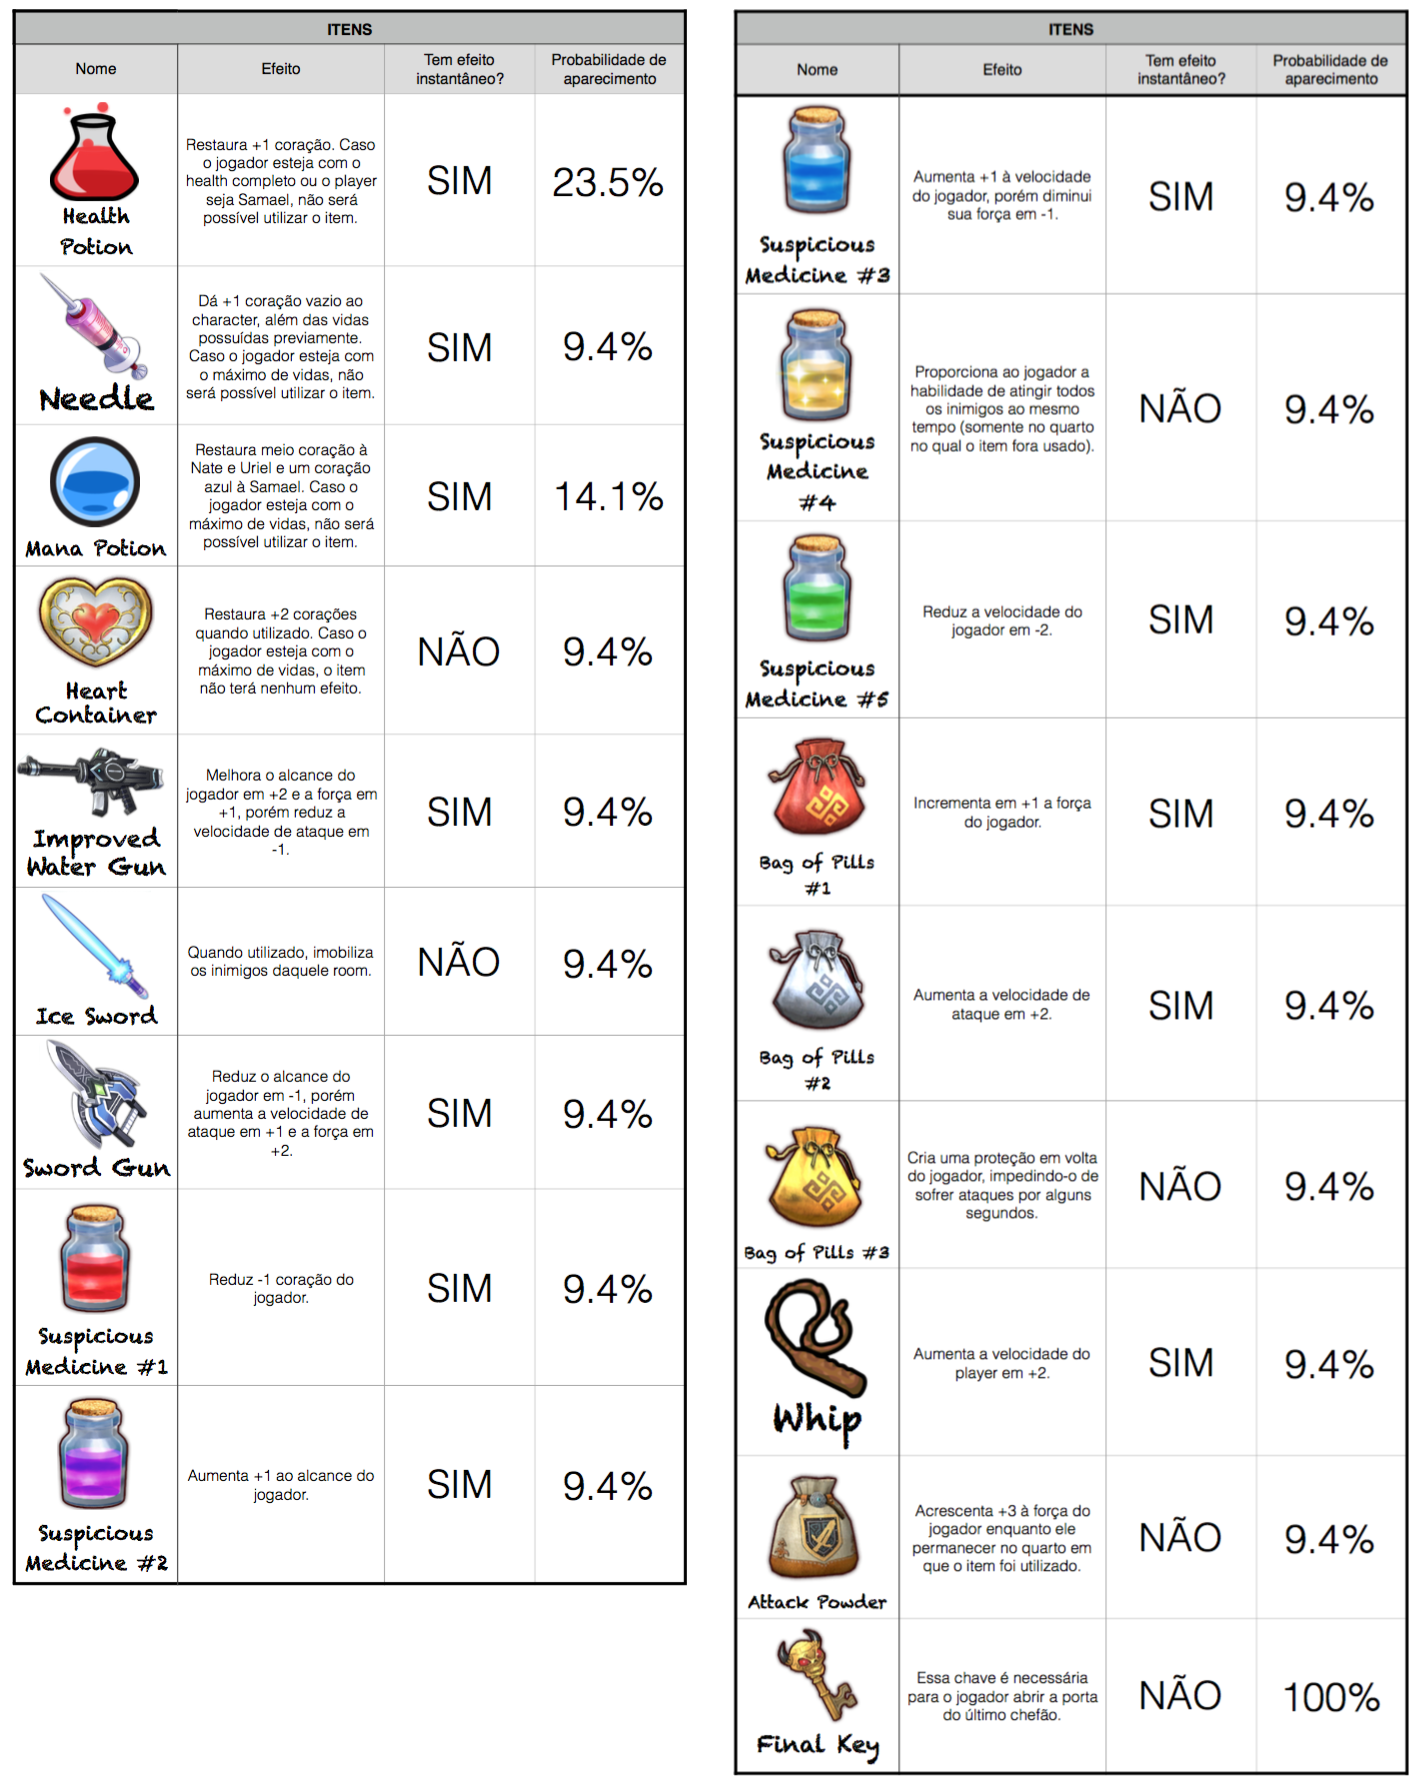 ITENS
Nome
Efeito
Tem efeito
instantâneo?
Probabilidade de
aparecimento
Health
Potion
Restaura +1 coração. Caso
o jogador esteja com o
health completo ou o player
seja Samael, não será
possível utilizar o item.
SIM
23.5%
Needle
Dá +1 coração vazio ao
character, além das vidas
possuídas previamente.
Caso o jogador esteja com
o máximo de vidas, não
será possível utilizar o item.
SIM
9.4%
Mana Potion
Restaura meio coração à
Nate e Uriel e um coração
azul à Samael. Caso o
jogador esteja com o
máximo de vidas, não será
possível utilizar o item.
SIM
14.1%
Heart
Container
Restaura +2 corações
quando utilizado. Caso o
jogador esteja com o
máximo de vidas, o item
não terá nenhum efeito.
NÃO
9.4%
Improved
Water Gun
Melhora o alcance do
jogador em +2 e a força em
+1, porém reduz a
velocidade de ataque em
-1.
SIM
9.4%
Ice Sword
Quando utilizado, imobiliza
os inimigos daquele room.
NÃO
9.4%
Sword Gun
Reduz o alcance do
jogador em -1, porém
aumenta a velocidade de
ataque em +1 e a força em
+2.
SIM
9.4%
Suspicious
Medicine #1
Reduz -1 coração do
jogador.
SIM
9.4%
Suspicious
Medicine #2
Aumenta +1 ao alcance do
jogador.
SIM
9.4%
ITENS
Nome
Efeito
Tem efeito
instantâneo?
Probabilidade de
aparecimento
Suspicious
Medicine #3
Aumenta +1 à velocidade
do jogador, porém diminui
sua força em -1.
SIM
9.4%
Suspicious
Medicine
#4
Proporciona ao jogador a
habilidade de atingir todos
os inimigos ao mesmo
tempo (somente no quarto
no qual o item fora usado).
NÃO
9.4%
Suspicious
Medicine #5
Reduz a velocidade do
jogador em -2.
SIM
9.4%
Bag of Pills
#1
Incrementa em +1 a força
do jogador.
SIM
9.4%
Bag of Pills
#2
Aumenta a velocidade de
ataque em +2.
SIM
9.4%
Bag of Pills #3
Cria uma proteção em volta
do jogador, impedindo-o de
sofrer ataques por alguns
segundos.
NÃO
9.4%
Whip
Aumenta a velocidade do
player em +2.
SIM
9.4%
Attack Powder
Acrescenta +3 à força do
jogador enquanto ele
permanecer no quarto em
que o item foi utilizado.
NÃO
9.4%
Final Key
Essa chave é necessária
para o jogador abrir a porta
do último chefão.
NÃO
100%